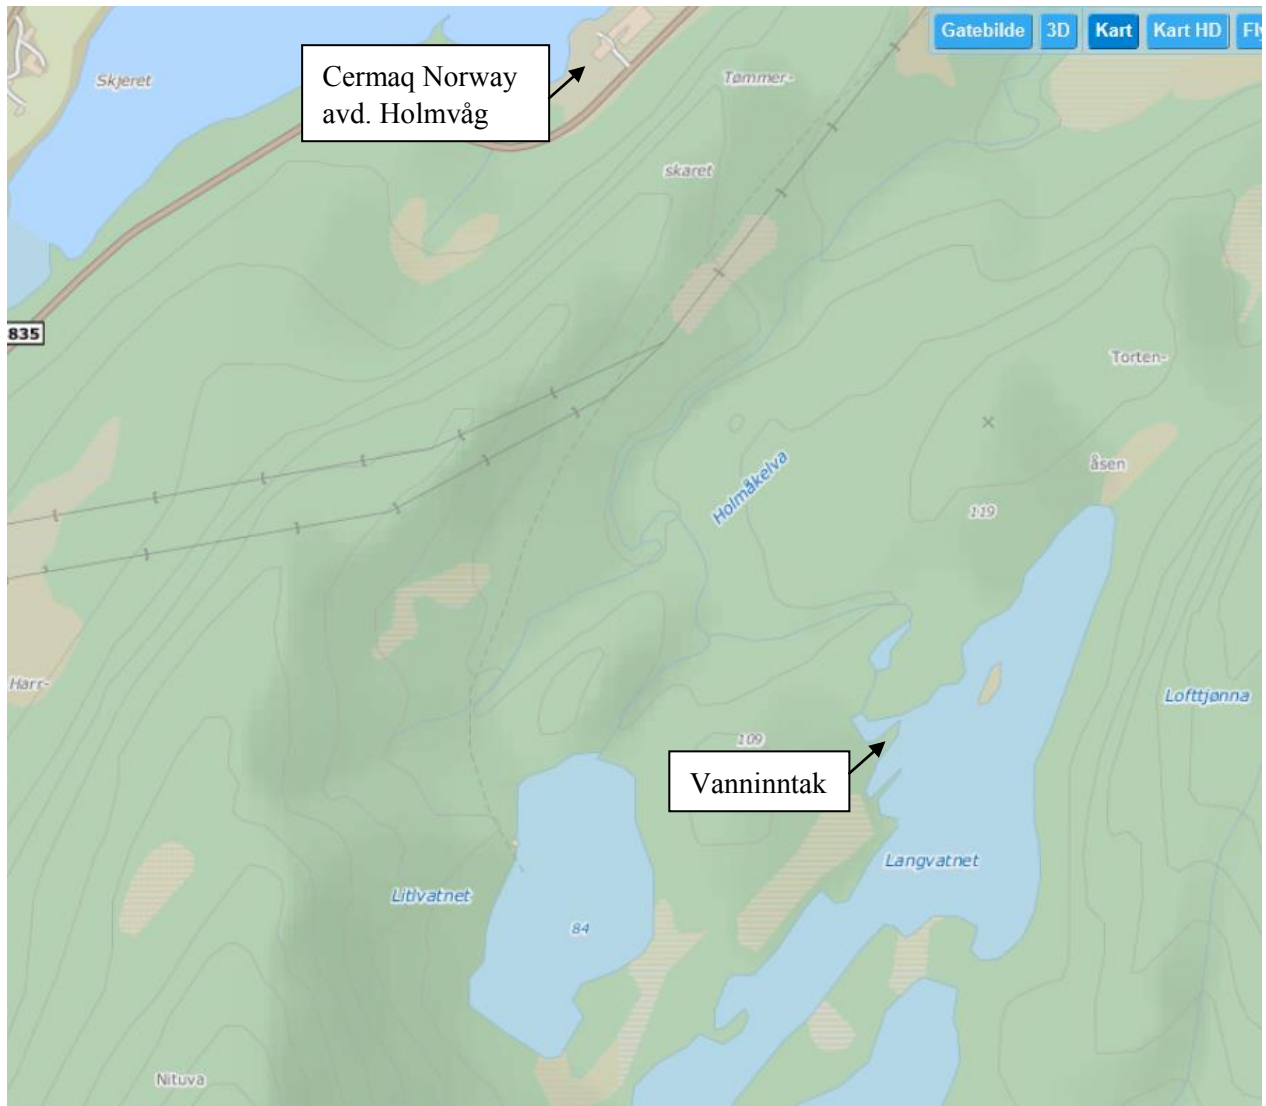 Gatebilde 3D Kart Kart HD
Skjeret
Cermaq Norway
avd. Holmvåg
Tømmer-
skaret
835
Torten-
åsen
Holmåkelva
119
Harr-
Lofttjønna
109
Vanninntak
Langvatnet
Litlvatnet
84
Nituva